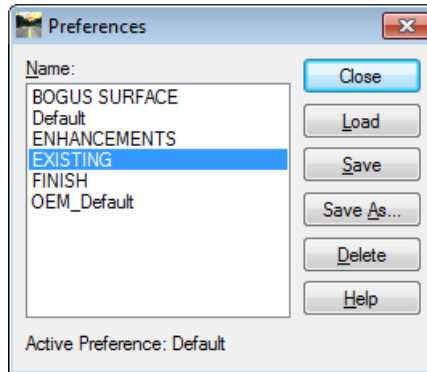 Preferences
Name:
BOGUS SURFACE
Default
ENHANCEMENTS
EXISTING
FINISH
OEM_Default
Close
Load
Save
Save As...
Delete
Help
Active Preference: Default